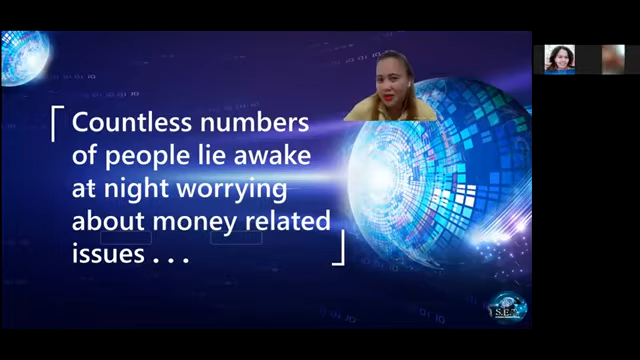 Countless numbers
of people lie awake
at night worrying
about money related
issues . . .